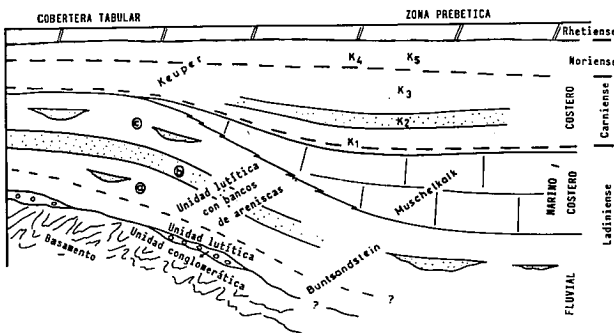 COBERTERA TABULAR
ZONA PREBETICA
Rhetiense
Noriense
K4
K5
Keuper
K3
K2
K1
COSTERO
Carniense
c
b
a
Unidad lutítica
con bancos
de areniscas
Muschelkalk
MARINO
COSTERO
Ladiniense
Unidad lutítica
Unidad conglomerática
Basamento
Buntsandstein
?
?
FLUVIAL